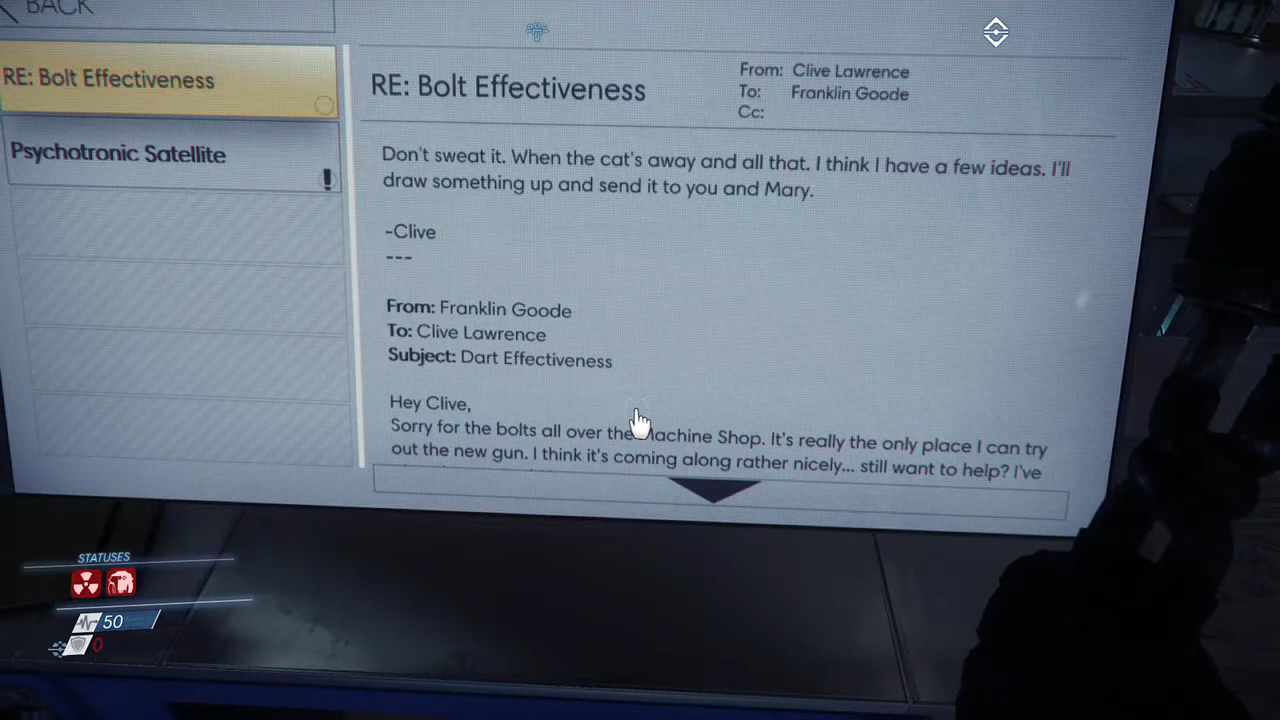 BACK
RE: Bolt Effectiveness
Psychotronic Satellite
!
RE: Bolt Effectiveness
From: Clive Lawrence
To: Franklin Goode
Cc:
Don't sweat it. When the cat's away and all that. I think I have a few ideas. I'll
draw something up and send it to you and Mary.
-Clive
---
From: Franklin Goode
To: Clive Lawrence
Subject: Dart Effectiveness
Hey Clive,
Sorry for the bolts all over the Machine Shop. It's really the only place I can try
out the new gun. I think it's coming along rather nicely... still want to help? I've
STATUSES
50
0